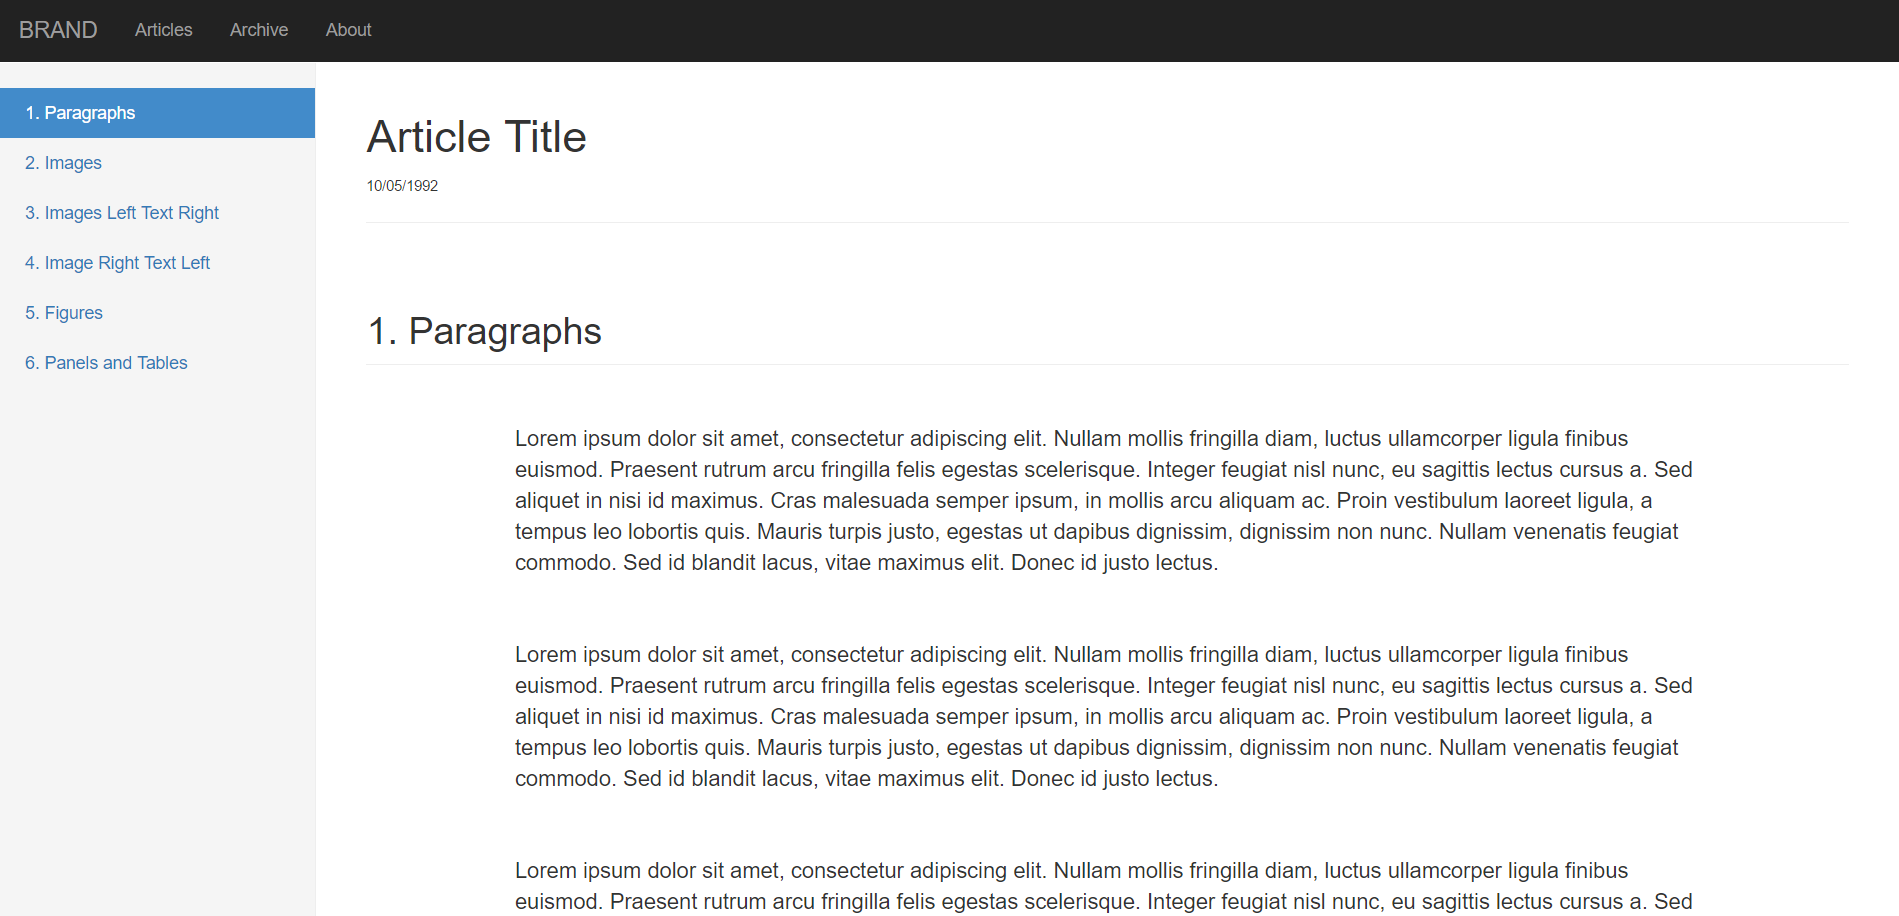 BRAND Articles Archive About
1. Paragraphs
2. Images
3. Images Left Text Right
4. Image Right Text Left
5. Figures
6. Panels and Tables
Article Title
10/05/1992
1. Paragraphs
Lorem ipsum dolor sit amet, consectetur adipiscing elit. Nullam mollis fringilla diam, luctus ullamcorper ligula finibus
euismod. Praesent rutrum arcu fringilla felis egestas scelerisque. Integer feugiat nisl nunc, eu sagittis lectus cursus a. Sed
aliquet in nisi id maximus. Cras malesuada semper ipsum, in mollis arcu aliquam ac. Proin vestibulum laoreet ligula, a
tempus leo lobortis quis. Mauris turpis justo, egestas ut dapibus dignissim, dignissim non nunc. Nullam venenatis feugiat
commodo. Sed id blandit lacus, vitae maximus elit. Donec id justo lectus.
Lorem ipsum dolor sit amet, consectetur adipiscing elit. Nullam mollis fringilla diam, luctus ullamcorper ligula finibus
euismod. Praesent rutrum arcu fringilla felis egestas scelerisque. Integer feugiat nisl nunc, eu sagittis lectus cursus a. Sed
aliquet in nisi id maximus. Cras malesuada semper ipsum, in mollis arcu aliquam ac. Proin vestibulum laoreet ligula, a
tempus leo lobortis quis. Mauris turpis justo, egestas ut dapibus dignissim, dignissim non nunc. Nullam venenatis feugiat
commodo. Sed id blandit lacus, vitae maximus elit. Donec id justo lectus.
Lorem ipsum dolor sit amet, consectetur adipiscing elit. Nullam mollis fringilla diam, luctus ullamcorper ligula finibus
euismod. Praesent rutrum arcu fringilla felis egestas scelerisque. Integer feugiat nisl nunc, eu sagittis lectus cursus a. Sed